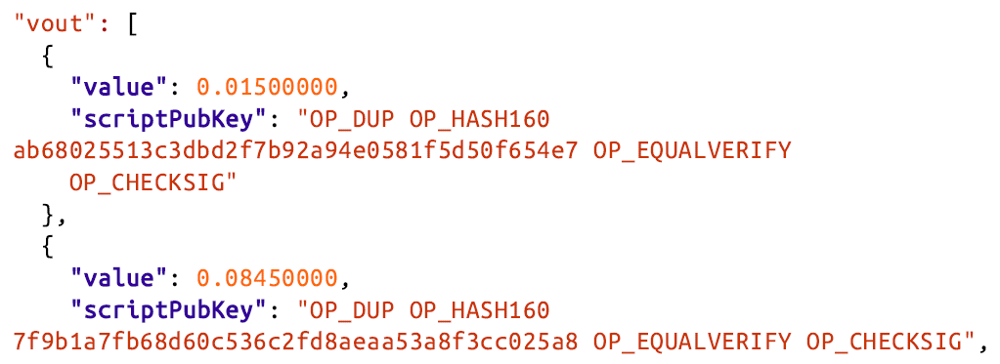 "vout": [
{
"value": 0.01500000,
"scriptPubKey": "OP_DUP OP_HASH160
ab68025513c3dbd2f7b92a94e0581f5d50f654e7 OP_EQUALVERIFY
OP_CHECKSIG"
},
{
"value": 0.08450000,
"scriptPubKey": "OP_DUP OP_HASH160
7f9b1a7fb68d60c536c2fd8aeaa53a8f3cc025a8 OP_EQUALVERIFY OP_CHECKSIG",